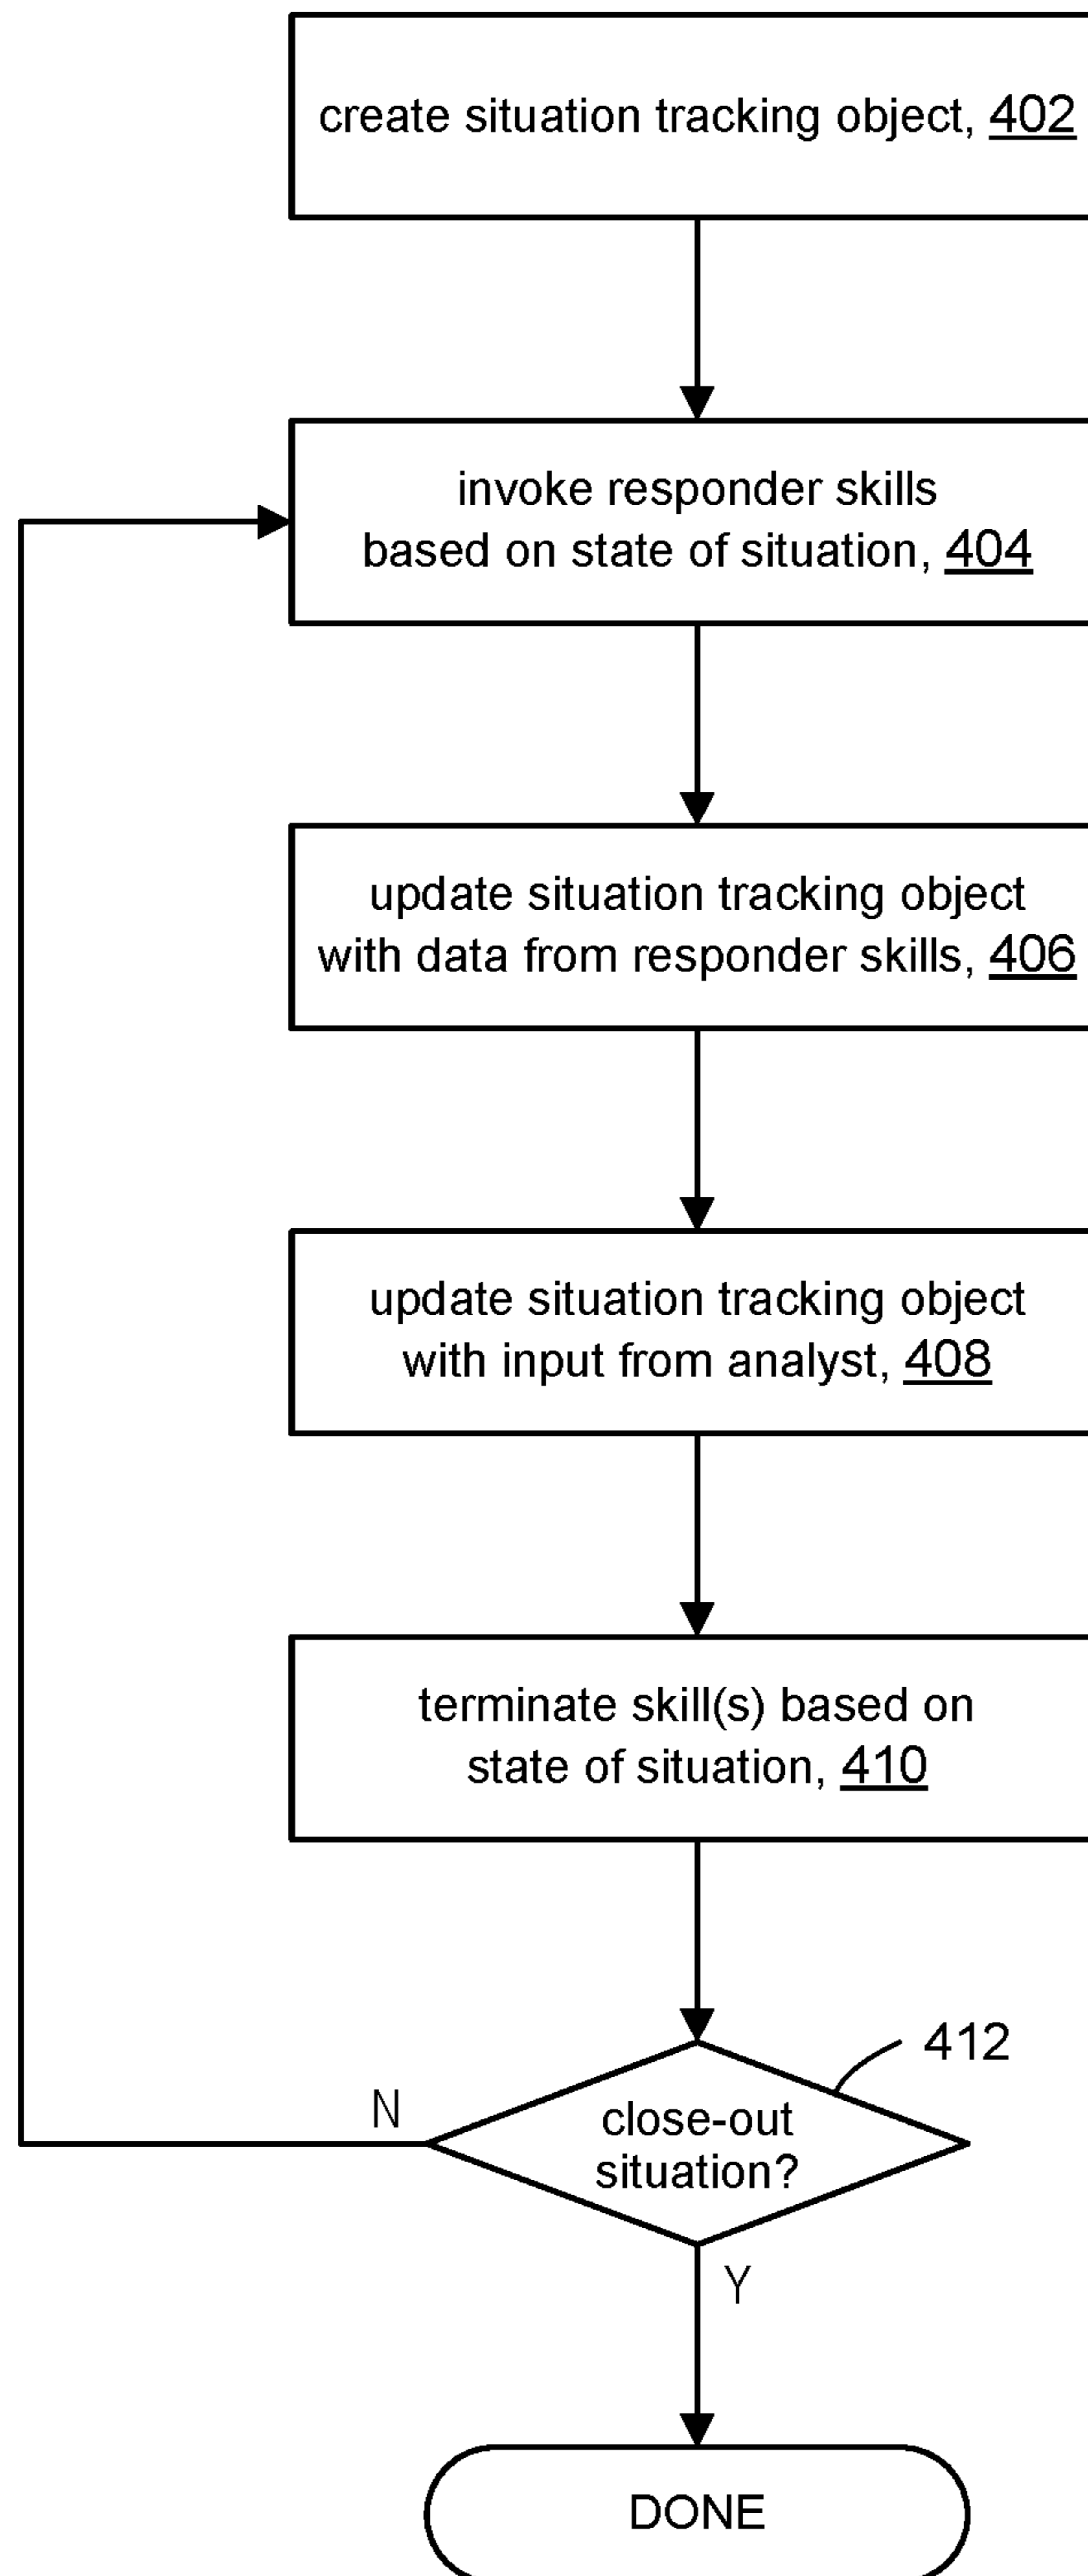 create situation tracking object, 402
invoke responder skills
based on state of situation, 404
update situation tracking object
with data from responder skills, 406
update situation tracking object
with input from analyst, 408
terminate skill(s) based on
state of situation, 410
412
close-out
situation?
N
Y
DONE